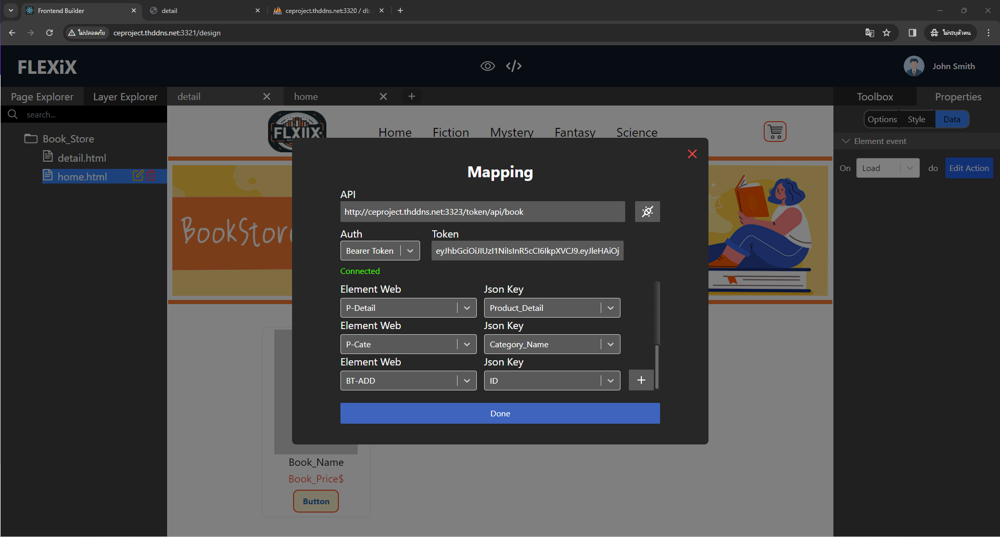 Frontend Builder
detail
ceproject.thddns.net:3320 / db
ไม่ปลอดภัย
ceproject.thddns.net:3321/design
ไม่ระบุตัวตน
FLEXiX
John Smith
Page Explorer
Layer Explorer
detail
home
Toolbox
Properties
search...
Options
Style
Data
Book_Store
detail.html
home.html
FLXIIX
Home
Fiction
Mystery
Fantasy
Science
Element event
On
Load
do
Edit Action
BookStore
Mapping
API
http://ceproject.thddns.net:3323/token/api/book
Auth
Token
Bearer Token
eyJhbGciOiJIUzI1NiIsInR5cCI6IkpXVCJ9.eyJleHAiOj
Connected
Element Web
Json Key
P-Detail
Product_Detail
Element Web
Json Key
P-Cate
Category_Name
Element Web
Json Key
BT-ADD
ID
Done
Book_Name
Book_Price$
Button